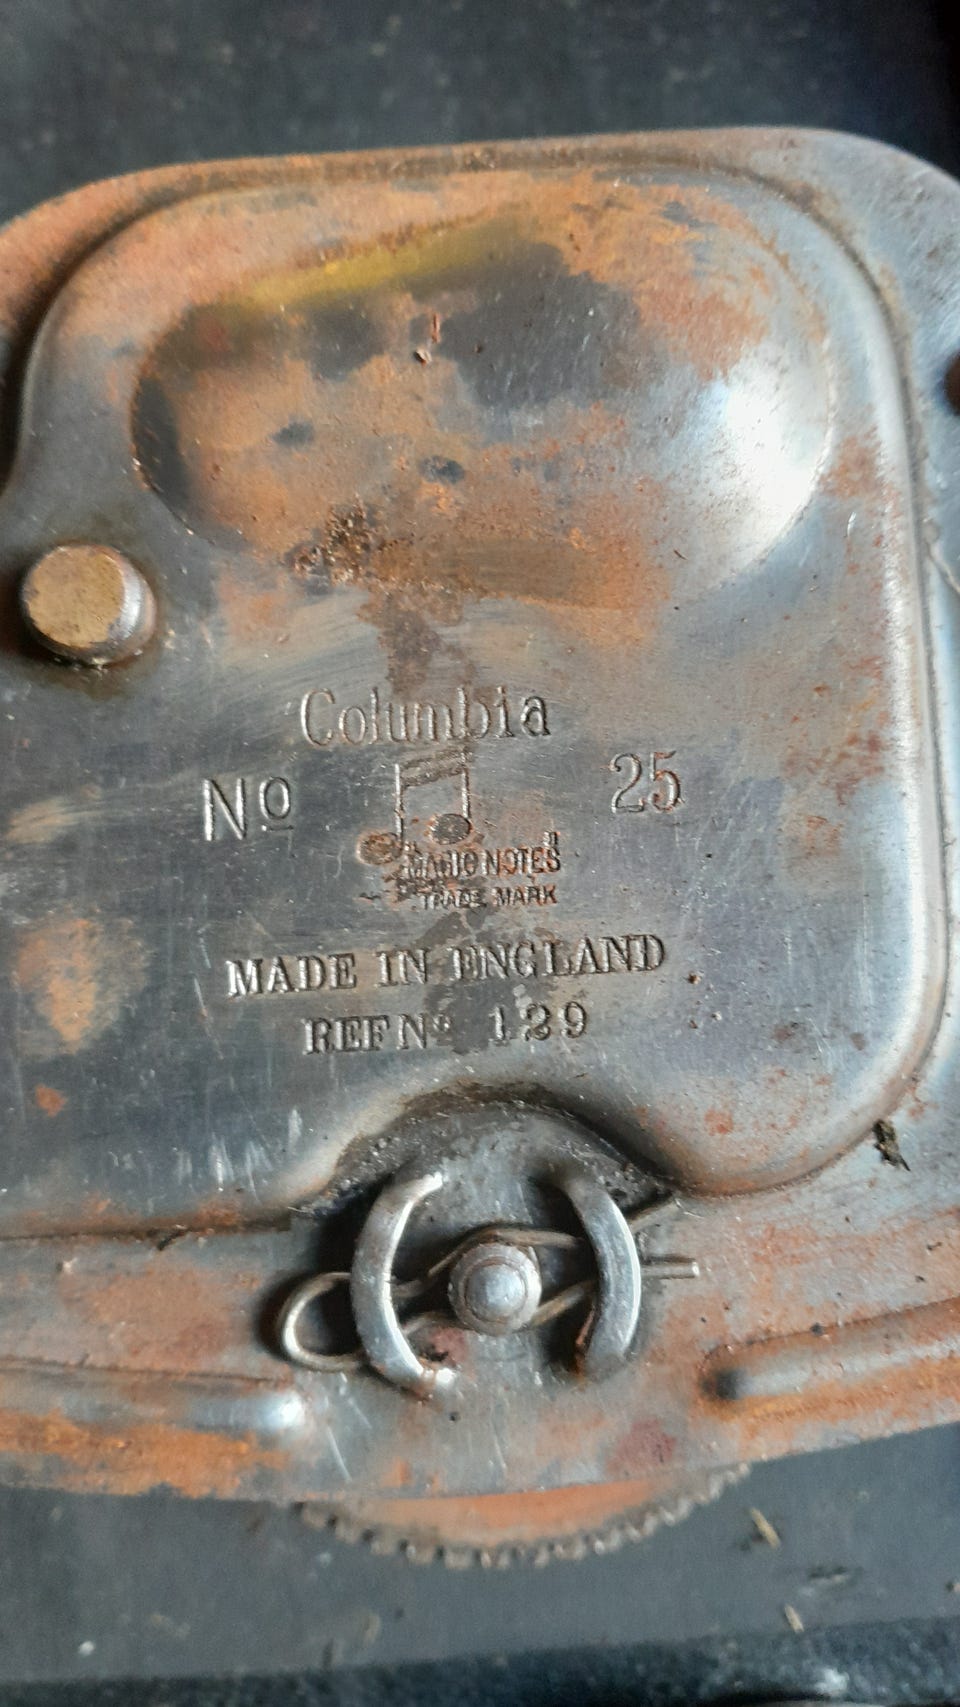 Columbia
No 25
MAGIC NOTES
TRADE MARK
MADE IN ENGLAND
REF No 129